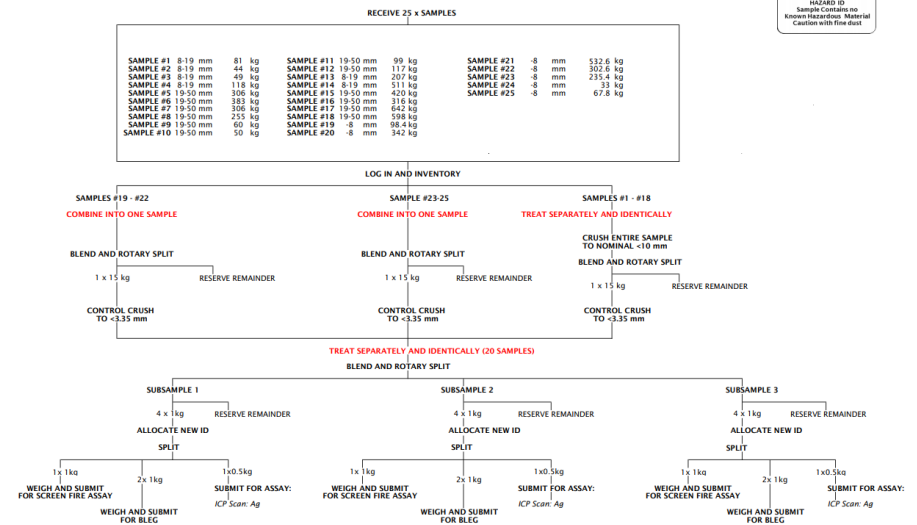 HAZARD ID
Sample Contains no
Known Hazardous Material
Caution with fine dust
RECEIVE 25 x SAMPLES
SAMPLE #1 8-19 mm 81 kg
SAMPLE #2 8-19 mm 44 kg
SAMPLE #3 8-19 mm 49 kg
SAMPLE #4 8-19 mm 118 kg
SAMPLE #5 19-50 mm 306 kg
SAMPLE #6 19-50 mm 383 kg
SAMPLE #7 19-50 mm 306 kg
SAMPLE #8 19-50 mm 255 kg
SAMPLE #9 19-50 mm 60 kg
SAMPLE #10 19-50 mm 50 kg
SAMPLE #11 19-50 mm 99 kg
SAMPLE #12 19-50 mm 117 kg
SAMPLE #13 8-19 mm 207 kg
SAMPLE #14 8-19 mm 511 kg
SAMPLE #15 19-50 mm 420 kg
SAMPLE #16 19-50 mm 316 kg
SAMPLE #17 19-50 mm 642 kg
SAMPLE #18 19-50 mm 598 kg
SAMPLE #19 -8 mm 98.4 kg
SAMPLE #20 -8 mm 342 kg
SAMPLE #21 -8 mm 532.6 kg
SAMPLE #22 -8 mm 302.6 kg
SAMPLE #23 -8 mm 235.4 kg
SAMPLE #24 -8 mm 33 kg
SAMPLE #25 -8 mm 67.8 kg
LOG IN AND INVENTORY
SAMPLES #19 - #22
COMBINE INTO ONE SAMPLE
BLEND AND ROTARY SPLIT
1 x 15 kg
RESERVE REMAINDER
CONTROL CRUSH
TO <3.35 mm
SAMPLE #23-25
COMBINE INTO ONE SAMPLE
BLEND AND ROTARY SPLIT
1 x 15 kg
RESERVE REMAINDER
CONTROL CRUSH
TO <3.35 mm
SAMPLES #1 - #18
TREAT SEPARATELY AND IDENTICALLY
CRUSH ENTIRE SAMPLE
TO NOMINAL <10 mm
BLEND AND ROTARY SPLIT
1 x 15 kg
RESERVE REMAINDER
CONTROL CRUSH
TO <3.35 mm
TREAT SEPARATELY AND IDENTICALLY (20 SAMPLES)
BLEND AND ROTARY SPLIT
SUBSAMPLE 1
4 x 1kg
RESERVE REMAINDER
ALLOCATE NEW ID
SPLIT
1x 1kg
WEIGH AND SUBMIT
FOR SCREEN FIRE ASSAY
2x 1kg
WEIGH AND SUBMIT
FOR BLEG
1x0.5kg
SUBMIT FOR ASSAY:
ICP Scan: Ag
SUBSAMPLE 2
4 x 1kg
RESERVE REMAINDER
ALLOCATE NEW ID
SPLIT
1x 1kg
WEIGH AND SUBMIT
FOR SCREEN FIRE ASSAY
2x 1kg
WEIGH AND SUBMIT
FOR BLEG
1x0.5kg
SUBMIT FOR ASSAY:
ICP Scan: Ag
SUBSAMPLE 3
4 x 1kg
RESERVE REMAINDER
ALLOCATE NEW ID
SPLIT
1x 1kg
WEIGH AND SUBMIT
FOR SCREEN FIRE ASSAY
2x 1kg
WEIGH AND SUBMIT
FOR BLEG
1x0.5kg
SUBMIT FOR ASSAY:
ICP Scan: Ag